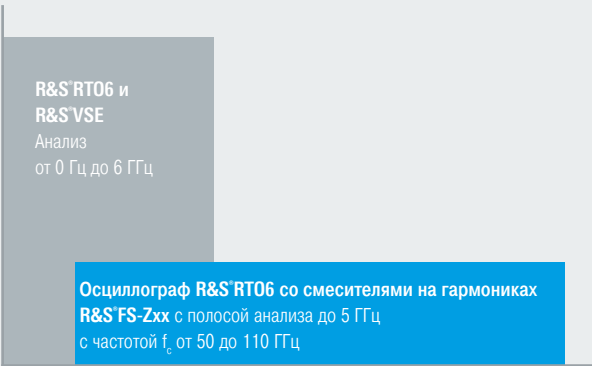 R&S®RTO6 и
R&S®VSE
Анализ
от 0 Гц до 6 ГГц
Осциллограф R&S®RTO6 со смесителями на гармониках
R&S®FS-Zxx с полосой анализа до 5 ГГц
с частотой fc от 50 до 110 ГГц